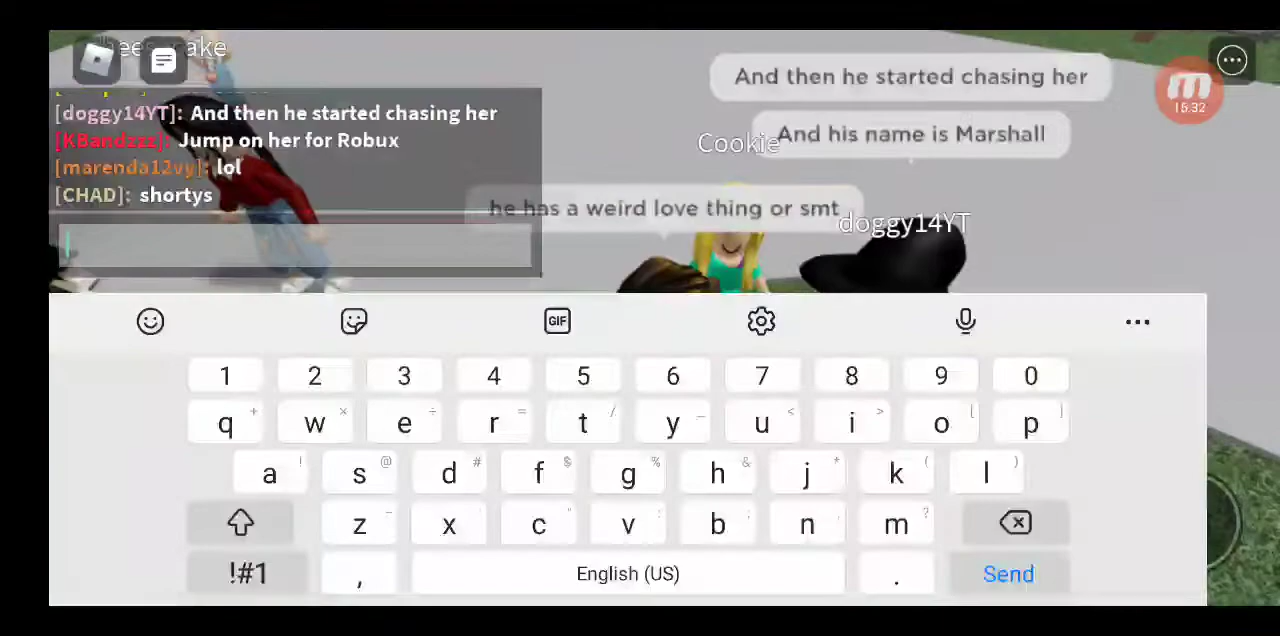 [doggy14YT]: And then he started chasing her
[KBandzzz]: Jump on her for Robux
[marenda12vy]: lol
[CHAD]: shortys
And then he started chasing her
And his name is Marshall
Cookie
he has a weird love thing or smt
doggy14YT
15:32
GIF
1 2 3 4 5 6 7 8 9 0
q w e r t y u i o p
a s d f g h j k l
z x c v b n m
!#1 , English (US) . Send